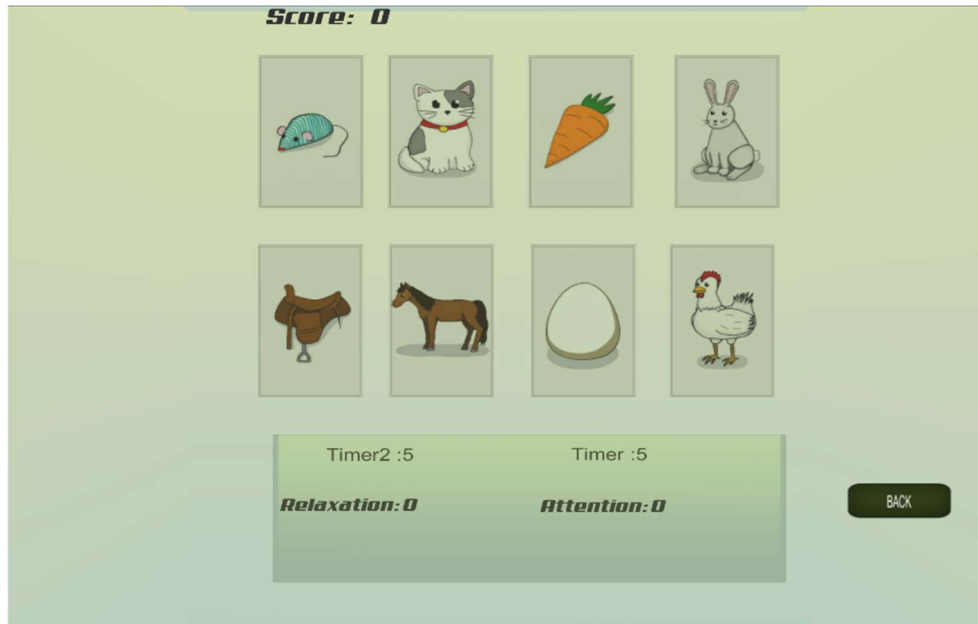 Score: 0
Timer2 :5
Timer :5
Relaxation: 0
Attention: 0
BACK